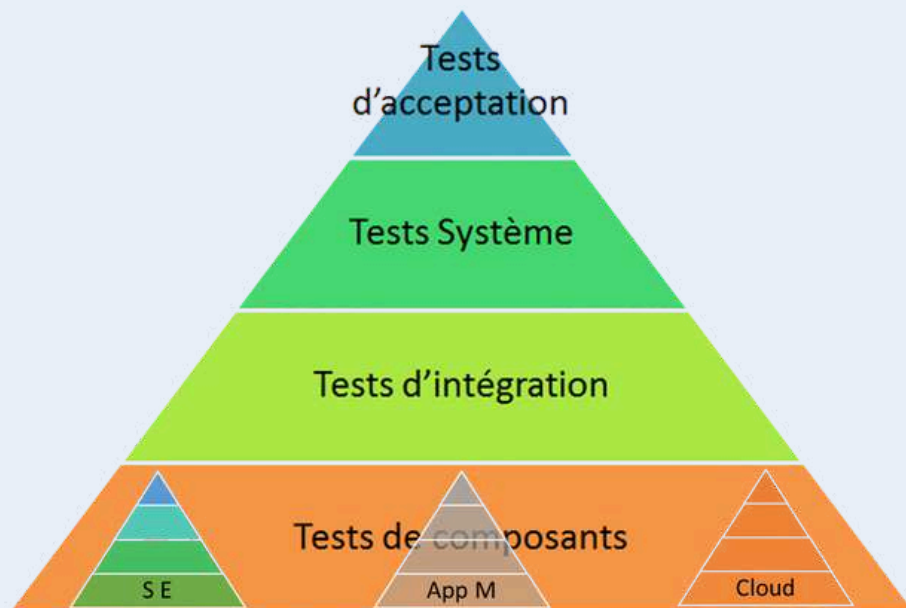 Tests
d'acceptation
Tests Système
Tests d'intégration
Tests de composants
S E
App M
Cloud